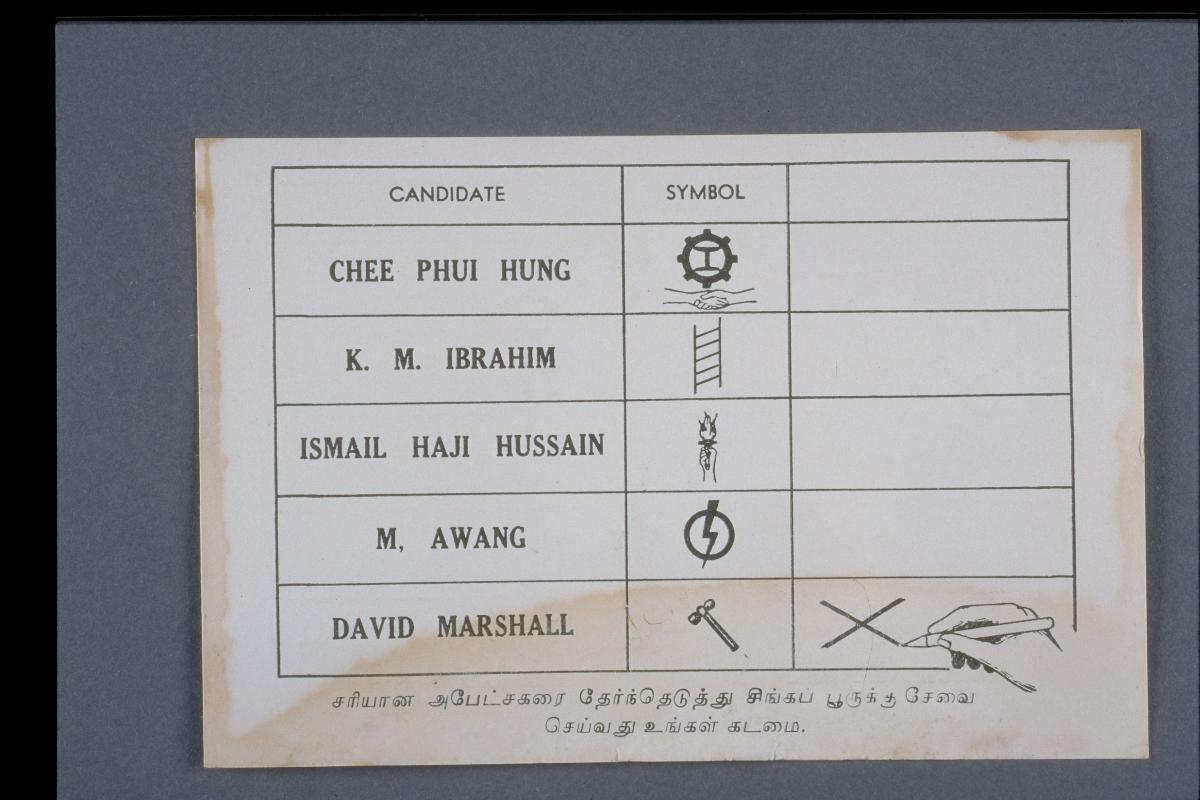 CANDIDATE SYMBOL
CHEE PHUI HUNG
K. M. IBRAHIM
ISMAIL HAJI HUSSAIN
M, AWANG
DAVID MARSHALL
சரியான அபேட்சகரை தேர்ந்தெடுத்து சிங்கப் பூருக்கு சேவை
செய்வது உங்கள் கடமை.